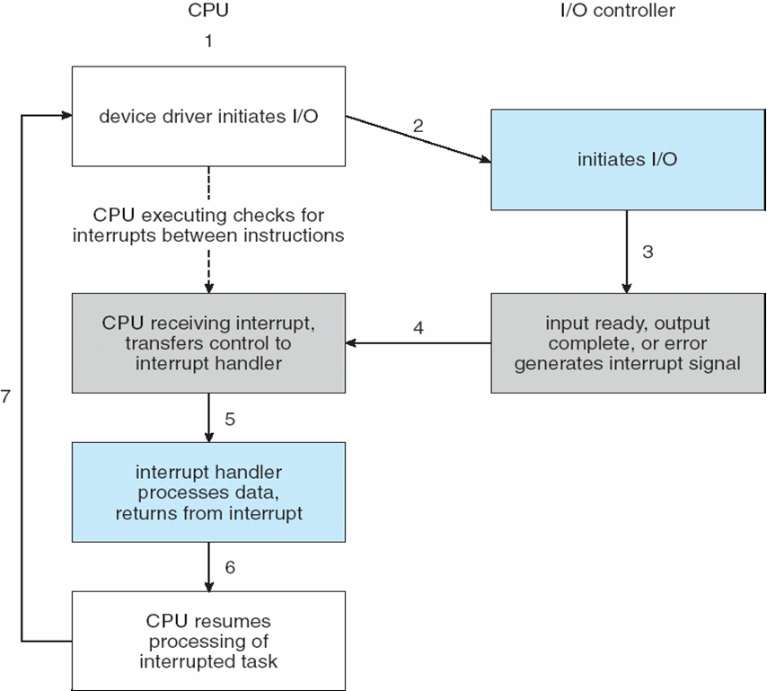 CPU
I/O controller
1
device driver initiates I/O
2
initiates I/O
CPU executing checks for
interrupts between instructions
3
CPU receiving interrupt,
transfers control to
interrupt handler
4
input ready, output
complete, or error
generates interrupt signal
7
5
interrupt handler
processes data,
returns from interrupt
6
CPU resumes
processing of
interrupted task